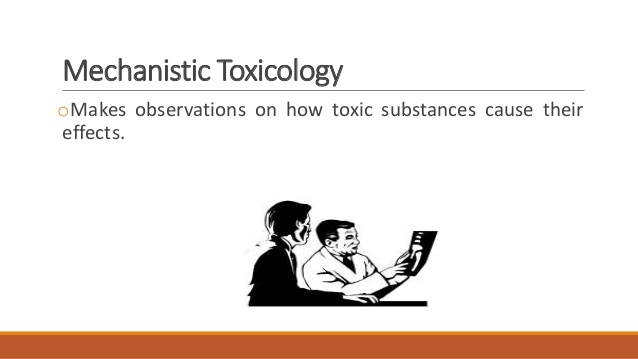 Mechanistic Toxicology
oMakes observations on how toxic substances cause their
effects.